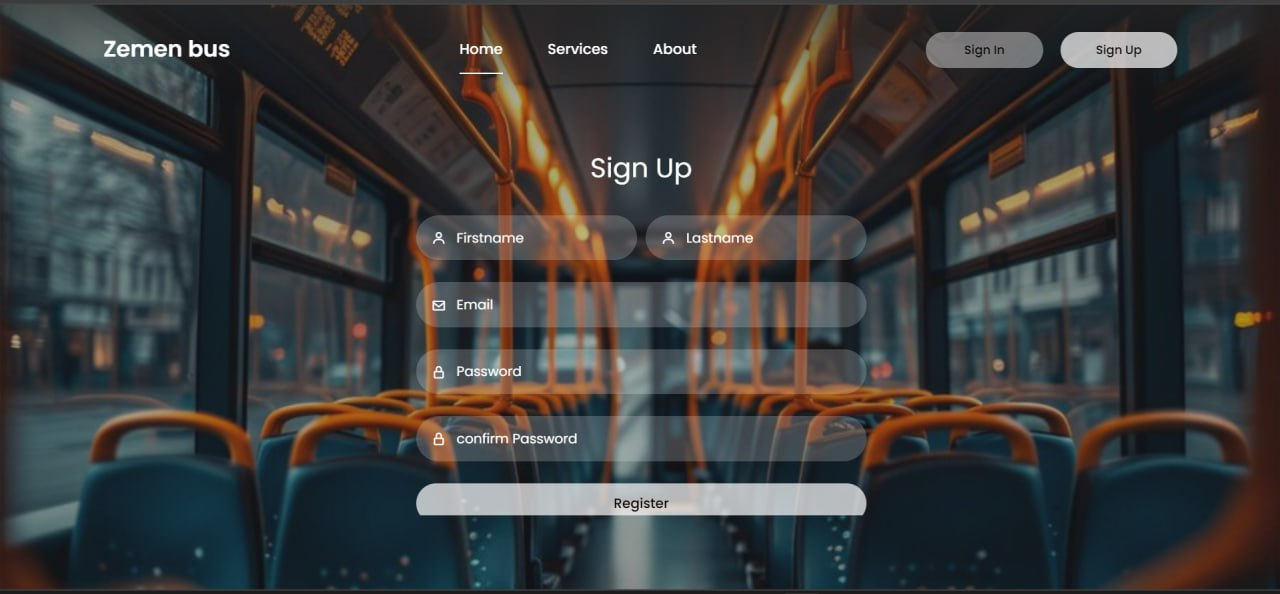 Zemen bus
Home Services About
Sign In Sign Up
Sign Up
Firstname Lastname
Email
Password
confirm Password
Register